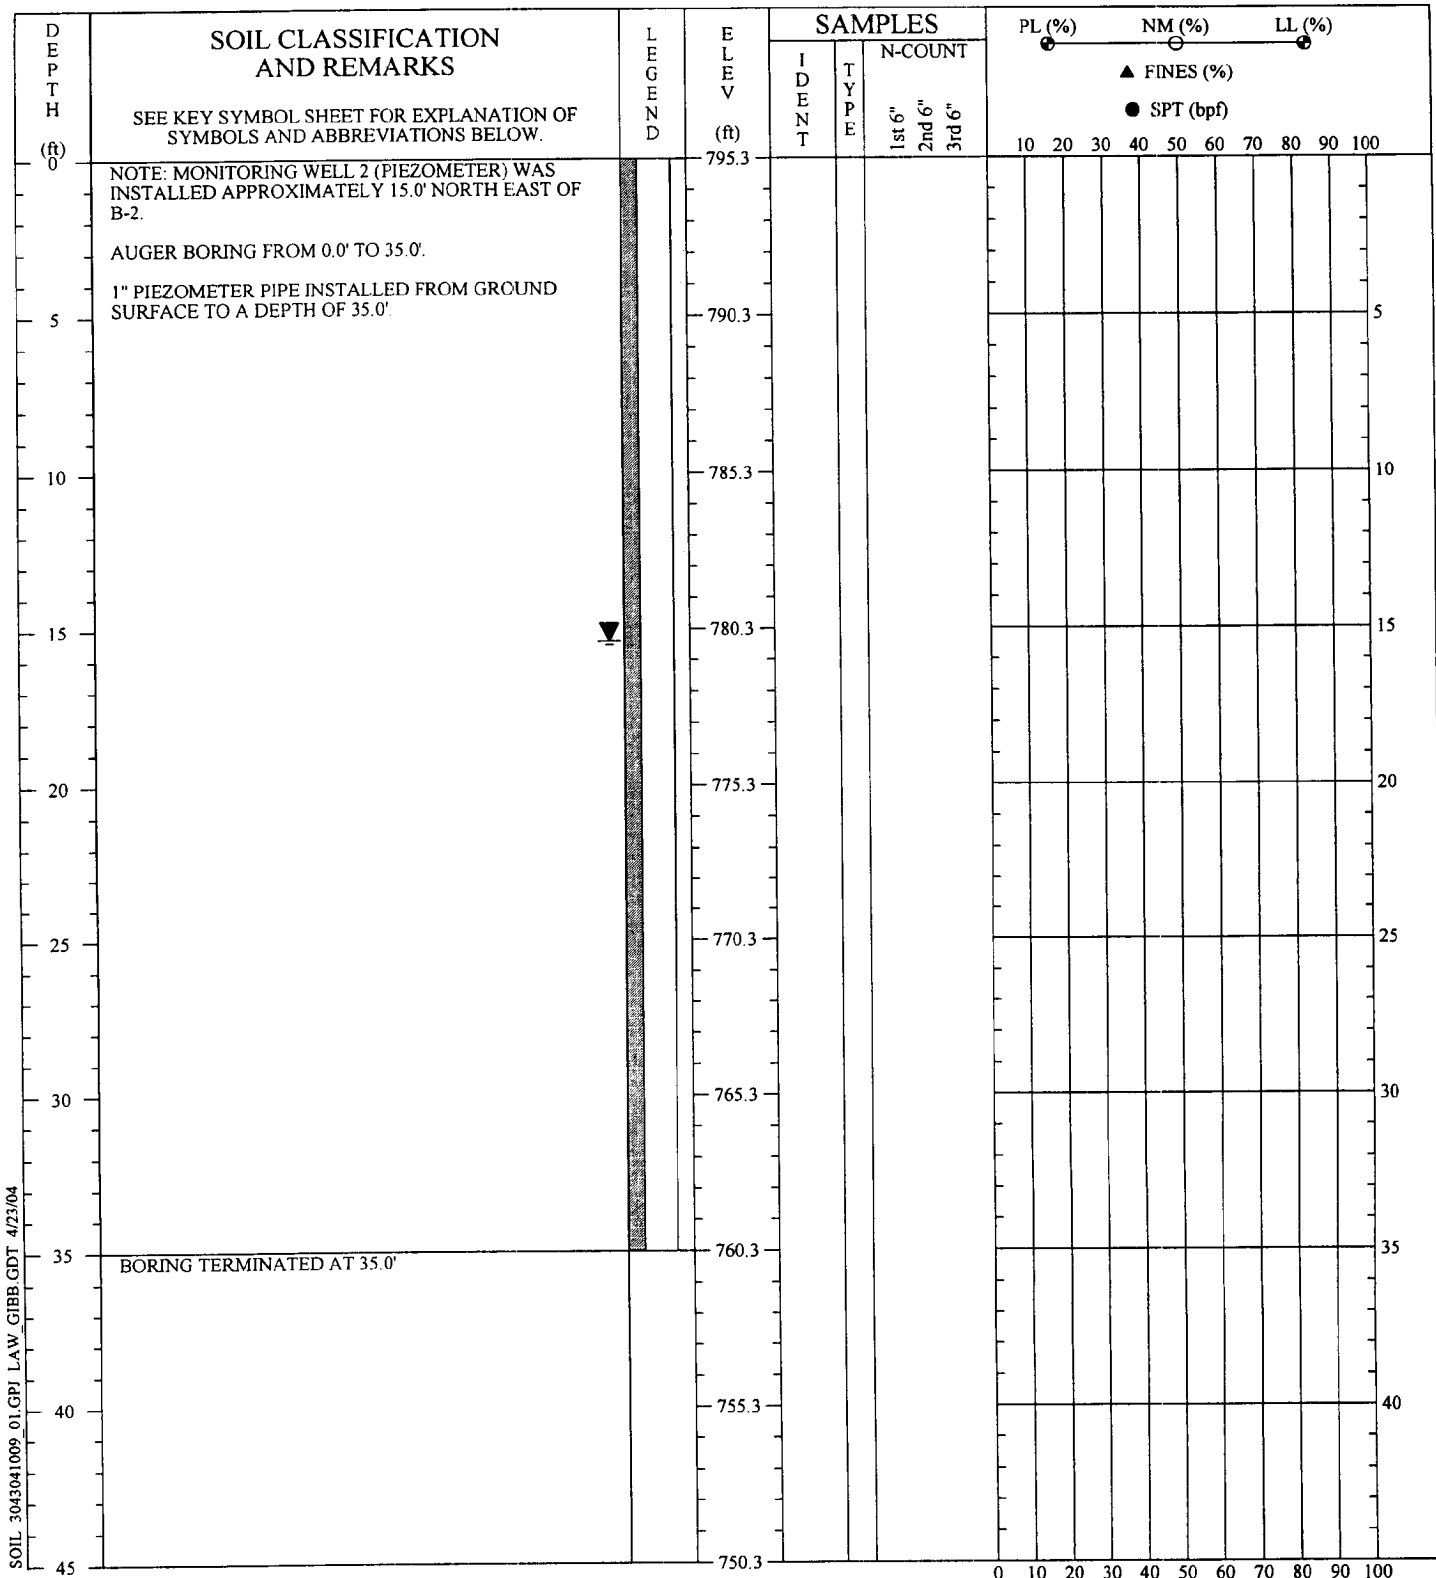 DEPTH (ft)
SOIL CLASSIFICATION
AND REMARKS
SEE KEY SYMBOL SHEET FOR EXPLANATION OF
SYMBOLS AND ABBREVIATIONS BELOW.
LEGEND
ELEV (ft)
SAMPLES
IDENT
TYPE
N-COUNT
1st 6"
2nd 6"
3rd 6"
PL (%) NM (%) LL (%)
▲ FINES (%)
● SPT (bpf)
10 20 30 40 50 60 70 80 90 100
0 795.3
NOTE: MONITORING WELL 2 (PIEZOMETER) WAS
INSTALLED APPROXIMATELY 15.0' NORTH EAST OF
B-2.
AUGER BORING FROM 0.0' TO 35.0'.
1" PIEZOMETER PIPE INSTALLED FROM GROUND
SURFACE TO A DEPTH OF 35.0'.
5 790.3 5
10 785.3 10
15 780.3 15
20 775.3 20
25 770.3 25
30 765.3 30
35 760.3 35
BORING TERMINATED AT 35.0'
40 755.3 40
45 750.3
0 10 20 30 40 50 60 70 80 90 100
SOIL 3043041009_01.GPJ LAW_GIBB.GDT 4/23/04